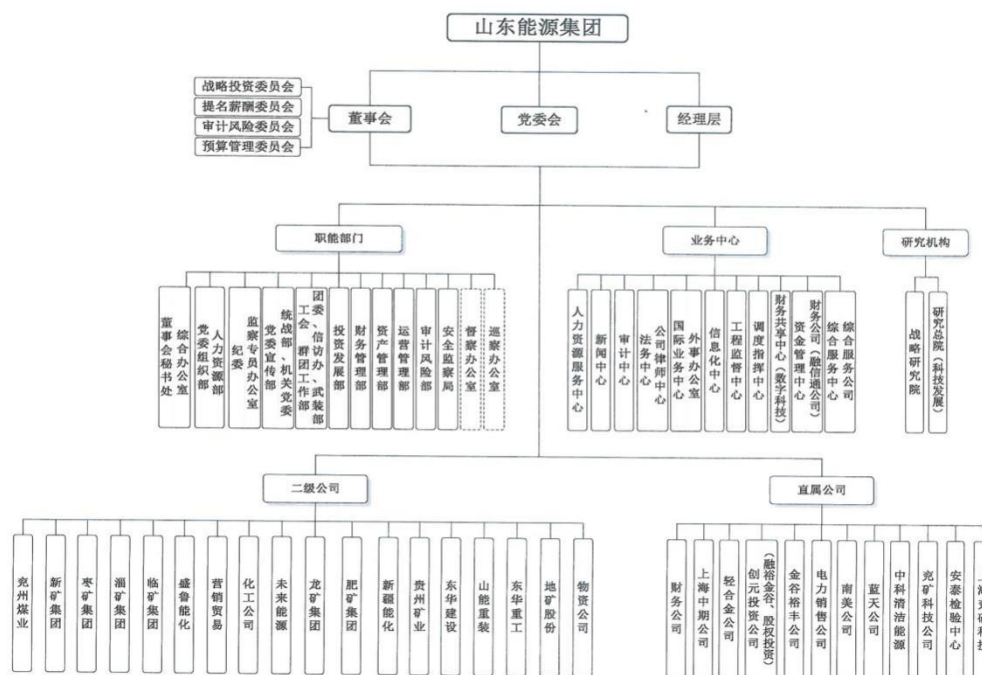 山东能源集团
战略投资委员会
提名薪酬委员会
审计风险委员会
预算管理委员会
董事会
党委会
经理层
职能部门
业务中心
研究机构
董事会秘书处
综合办公室
党委组织部
人力资源部
纪委
监察专员办公室
党委宣传部
统战部、机关党委
工会、群团工作部
团委、信访办、武装部
投资发展部
财务管理部
资产管理部
运营管理部
审计风险部
安全监察局
督察办公室
巡察办公室
人力资源服务中心
新闻中心
审计中心
法务中心
公司律师中心
国际业务中心
外事办公室
信息化中心
工程监督中心
调度指挥中心
财务共享中心（数字科技）
资金管理中心
财务公司（融信通公司）
综合服务中心
综合服务公司
战略研究院
研究总院（科技发展）
二级公司
直属公司
兖州煤业
新矿集团
枣矿集团
淄矿集团
临矿集团
盛鲁能化
营销贸易
化工公司
未来能源
龙矿集团
肥矿集团
新疆能化
贵州矿业
东华建设
山能重装
东华重工
地矿股份
物资公司
财务公司
上海中期公司
轻合金公司
创元投资公司
（融裕金谷、股权投资）
金谷裕丰公司
电力销售公司
南美公司
蓝天公司
中科清洁能源
兖矿科技公司
安泰检验中心